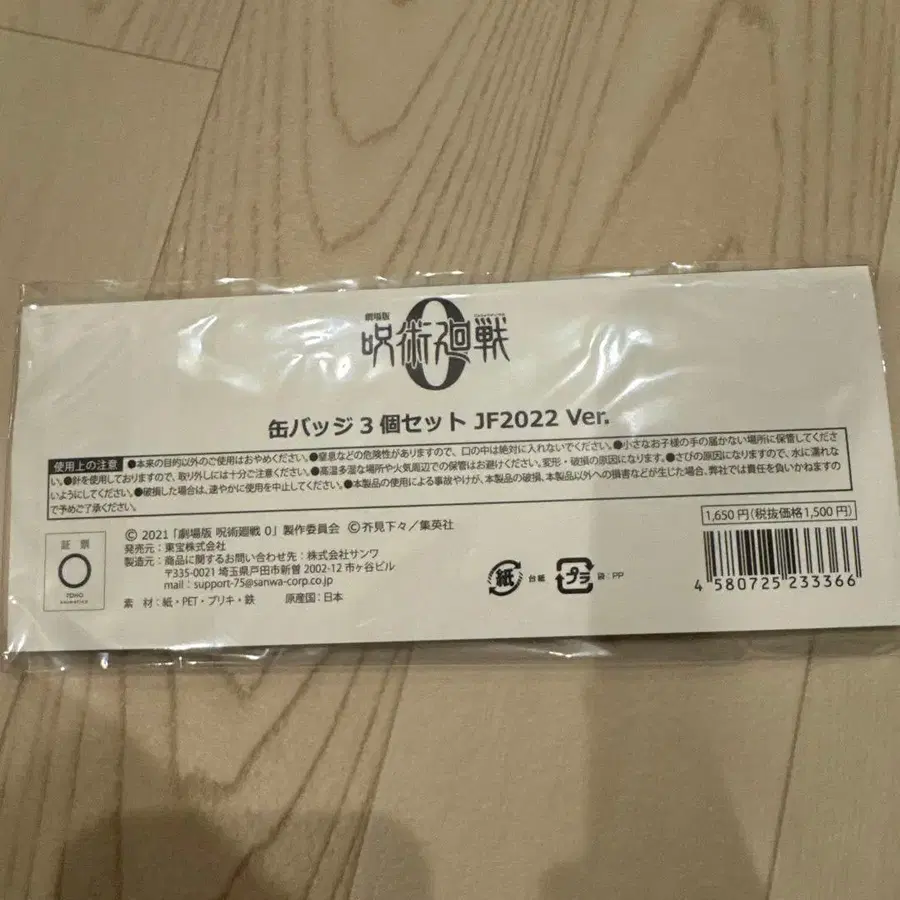 劇場版
呪術廻戦
0
缶バッジ3個セット JF2022 Ver.
使用上の注意 ●本来の目的以外のご使用はおやめください。●窒息などの危険性がありますので、口の中は絶対に入れないでください。●小さなお子様の手の届かない場所に保管してくださ
い。●針を使用しておりますので、取り外しには十分ご注意ください。●高温多湿な場所や火気周辺での保管はお避けください。変形・破損の原因になります。●さびの原因になりますので、水に濡れな
いようにしてください。●破損した場合は、速やかに使用を中止してください。●本製品の使用による事故やけが、本製品の破損、本製品以外への損害などが生じた場合、弊社では責任を負いかねますの
で予めご了承ください。
1,650円(税抜価格1,500円)
証票
TOHO
© 2021「劇場版 呪術廻戦 0」製作委員会 ©芥見下々／集英社
発売元：東宝株式会社
製造元：商品に関するお問い合わせ先：株式会社サンワ
〒335-0021 埼玉県戸田市新曽 2002-12 市ヶ谷ビル
mail：support-75@sanwa-corp.co.jp
素 材：紙・PET・ブリキ・鉄 原産国：日本
紙 台紙
プラ 袋：PP
4 580725 233366